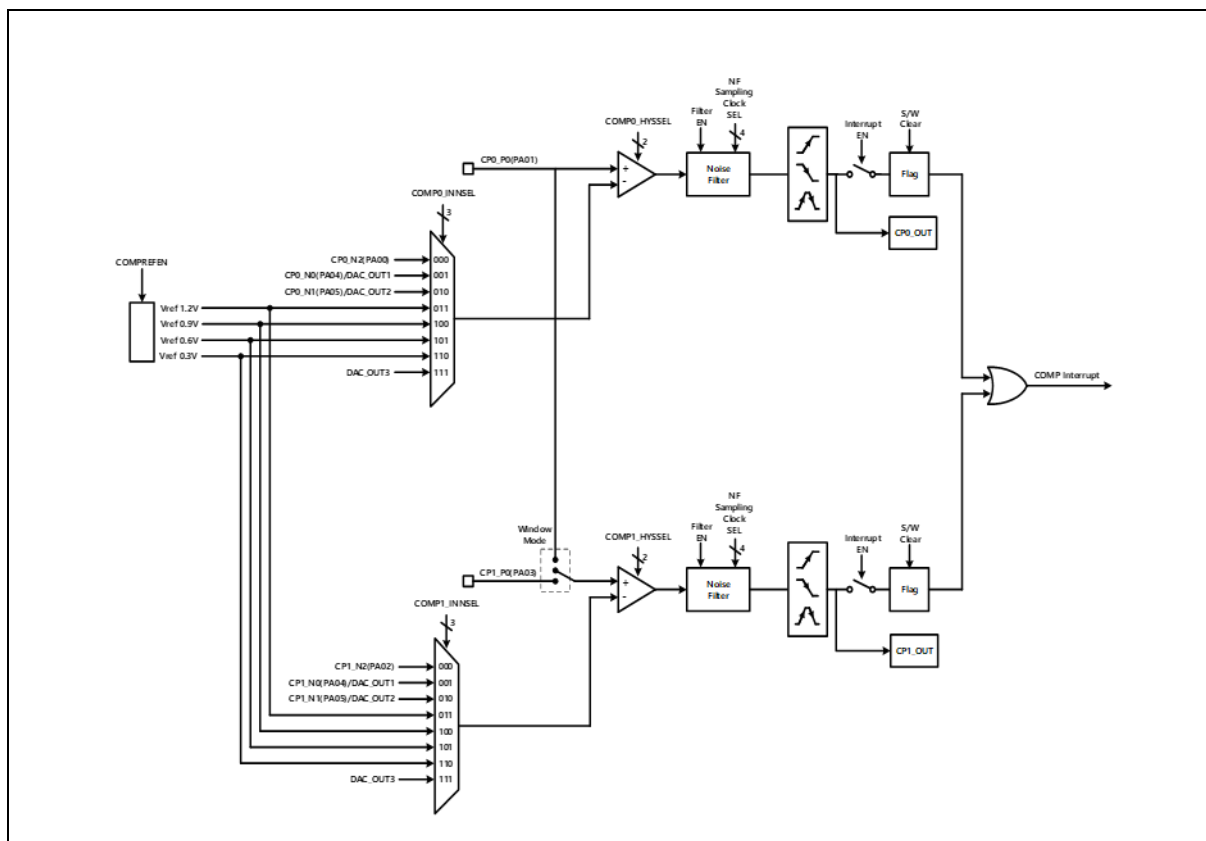 NF
Sampling
Clock
SEL
Filter
EN
COMP0_HYSSEL
2
4
Interrupt
EN
S/W
Clear
CP0_P0(PA01)
+
-
Noise
Filter
Flag
COMP0_INNSEL
3
CP0_OUT
CP0_N2(PA00)
000
CP0_N0(PA04)/DAC_OUT1
001
CP0_N1(PA05)/DAC_OUT2
010
COMPREFEN
Vref 1.2V
011
Vref 0.9V
100
Vref 0.6V
101
Vref 0.3V
110
DAC_OUT3
111
COMP Interrupt
NF
Sampling
Clock
SEL
Filter
EN
Window
Mode
COMP1_HYSSEL
2
4
Interrupt
EN
S/W
Clear
CP1_P0(PA03)
+
-
Noise
Filter
Flag
COMP1_INNSEL
3
CP1_OUT
CP1_N2(PA02)
000
CP1_N0(PA04)/DAC_OUT1
001
CP1_N1(PA05)/DAC_OUT2
010
011
100
101
110
DAC_OUT3
111